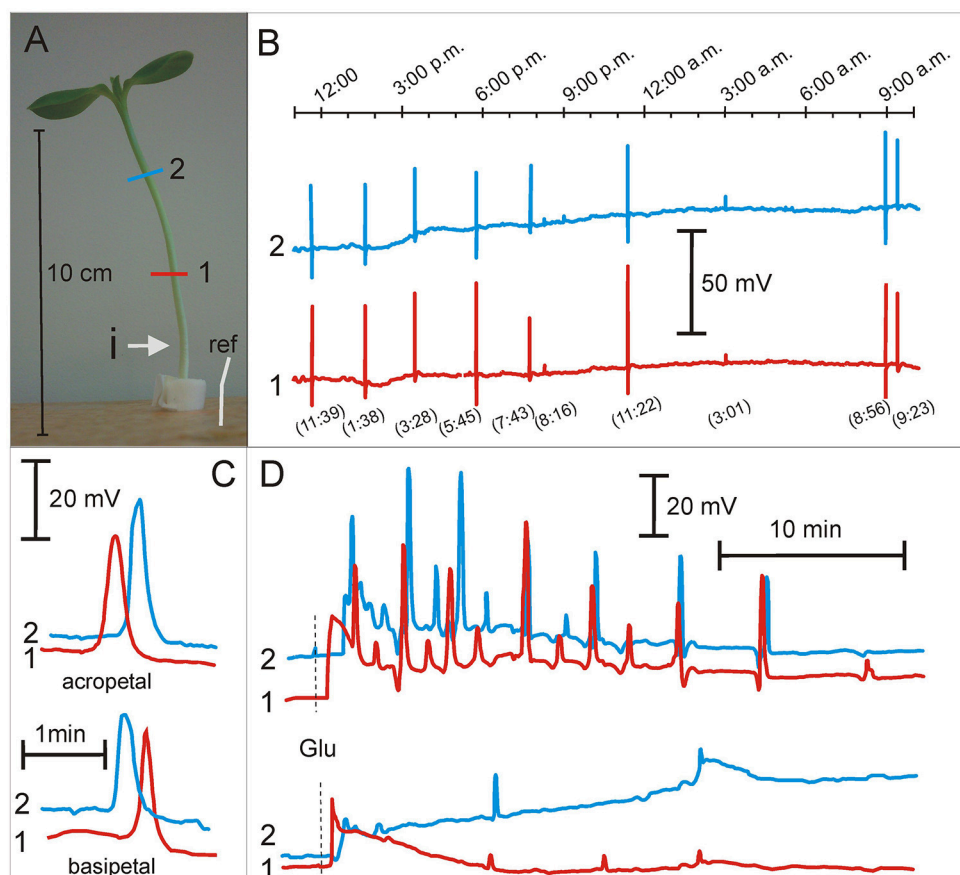 A
2
1
10 cm
i
ref
B
12:00 3:00 p.m. 6:00 p.m. 9:00 p.m. 12:00 a.m. 3:00 a.m. 6:00 a.m. 9:00 a.m.
2
50 mV
1
(11:39) (1:38) (3:28) (5:45) (7:43) (8:16) (11:22) (3:01) (8:56) (9:23)
C
20 mV
2
1
acropetal
1min
2
1
basipetal
D
20 mV
10 min
2
1
Glu
2
1